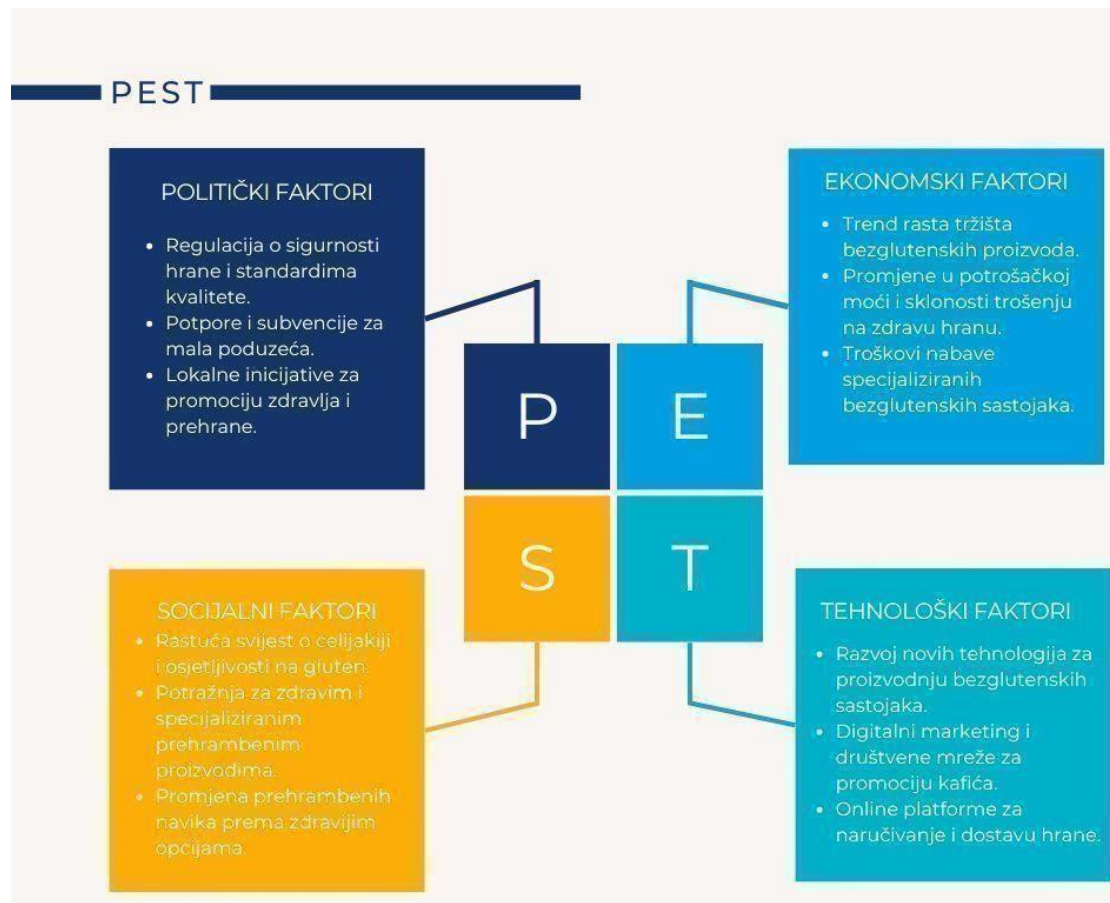 PEST
POLITIČKI FAKTORI
• Regulacija o sigurnosti
hrane i standardima
kvalitete.
• Potpore i subvencije za
mala poduzeća.
• Lokalne inicijative za
promociju zdravlja i
prehrane.
EKONOMSKI FAKTORI
• Trend rasta tržišta
bezglutenskih proizvoda.
• Promjene u potrošačkoj
moći i sklonosti trošenju
na zdravu hranu.
• Troškovi nabave
specijaliziranih
bezglutenskih sastojaka.
P
E
S
T
SOCIJALNI FAKTORI
• Rastuća svijest o celijakiji
i osjetljivosti na gluten.
• Potražnja za zdravim i
specijaliziranim
prehrambenim
proizvodima.
• Promjena prehrambenih
navika prema zdravijim
opcijama.
TEHNOLOŠKI FAKTORI
• Razvoj novih tehnologija za
proizvodnju bezglutenskih
sastojaka.
• Digitalni marketing i
društvene mreže za
promociju kafića.
• Online platforme za
naručivanje i dostavu hrane.